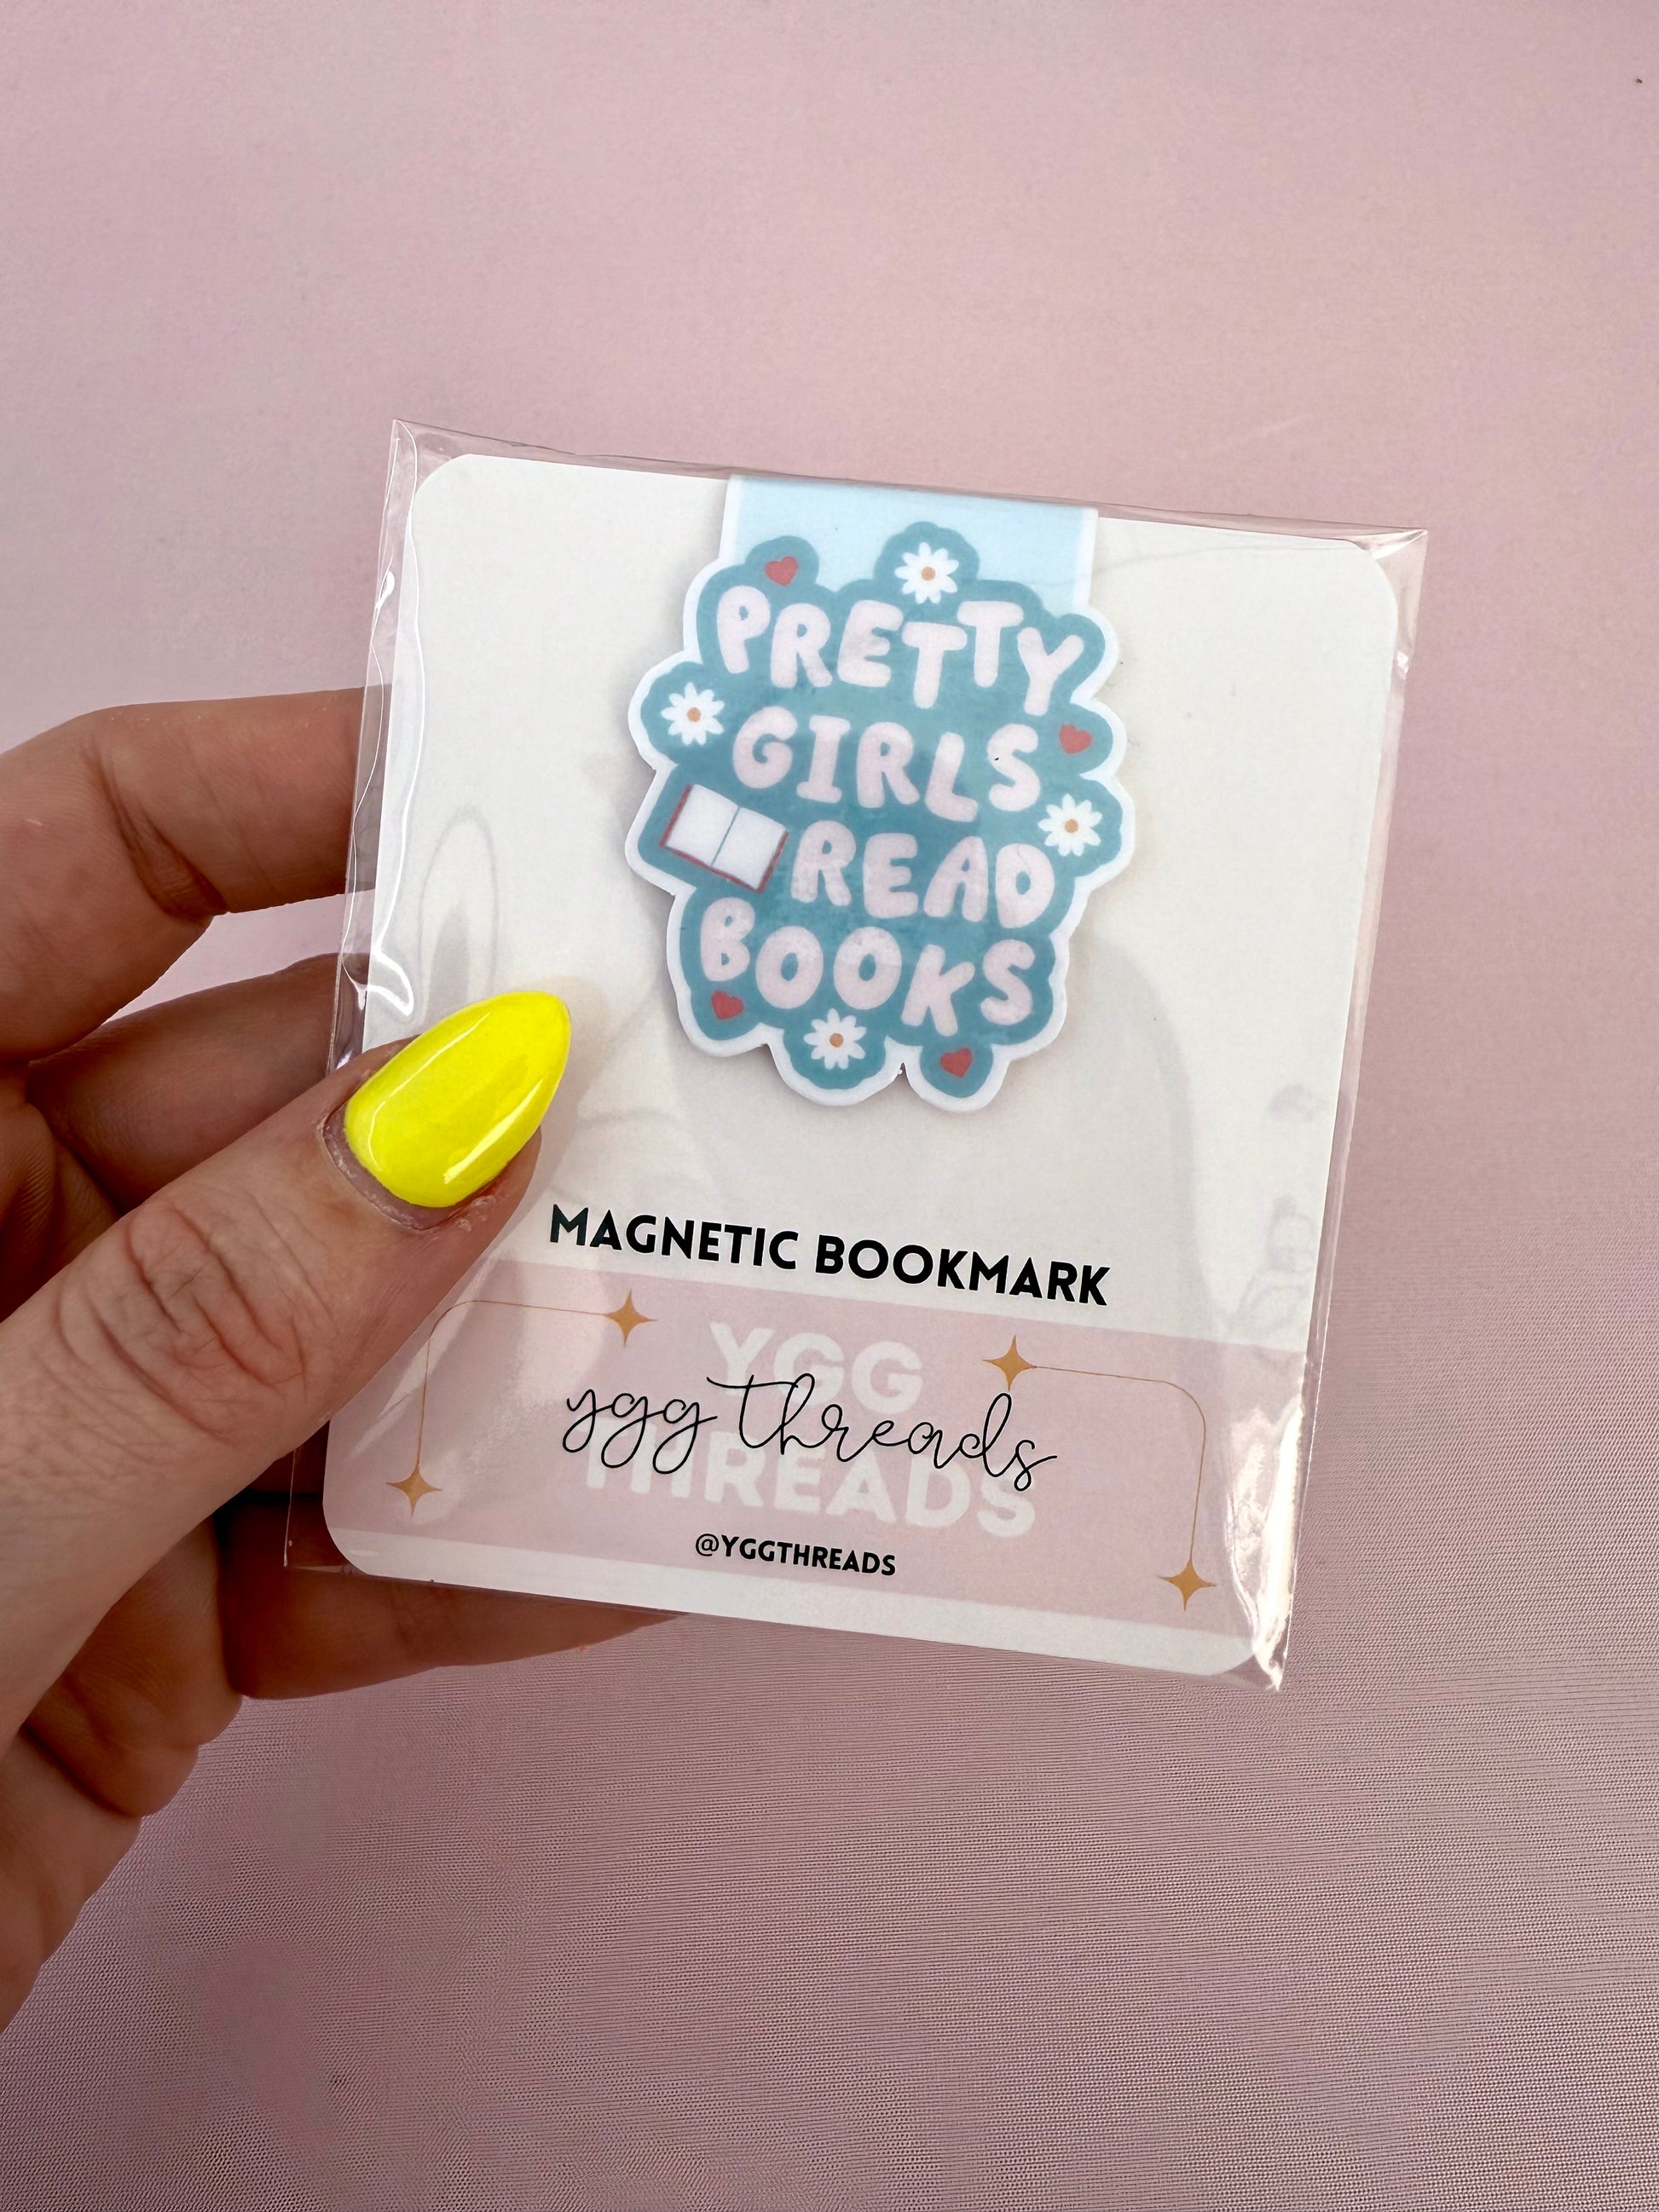 PRETTY
GIRLS
READ
BOOKS
MAGNETIC BOOKMARK
YGG
ygg threads
THREADS
@YGGTHREADS